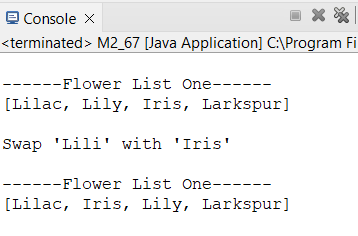 Console
<terminated> M2_67 [Java Application] C:\Program Fi
------Flower List One------
[Lilac, Lily, Iris, Larkspur]
Swap 'Lili' with 'Iris'
------Flower List One------
[Lilac, Iris, Lily, Larkspur]